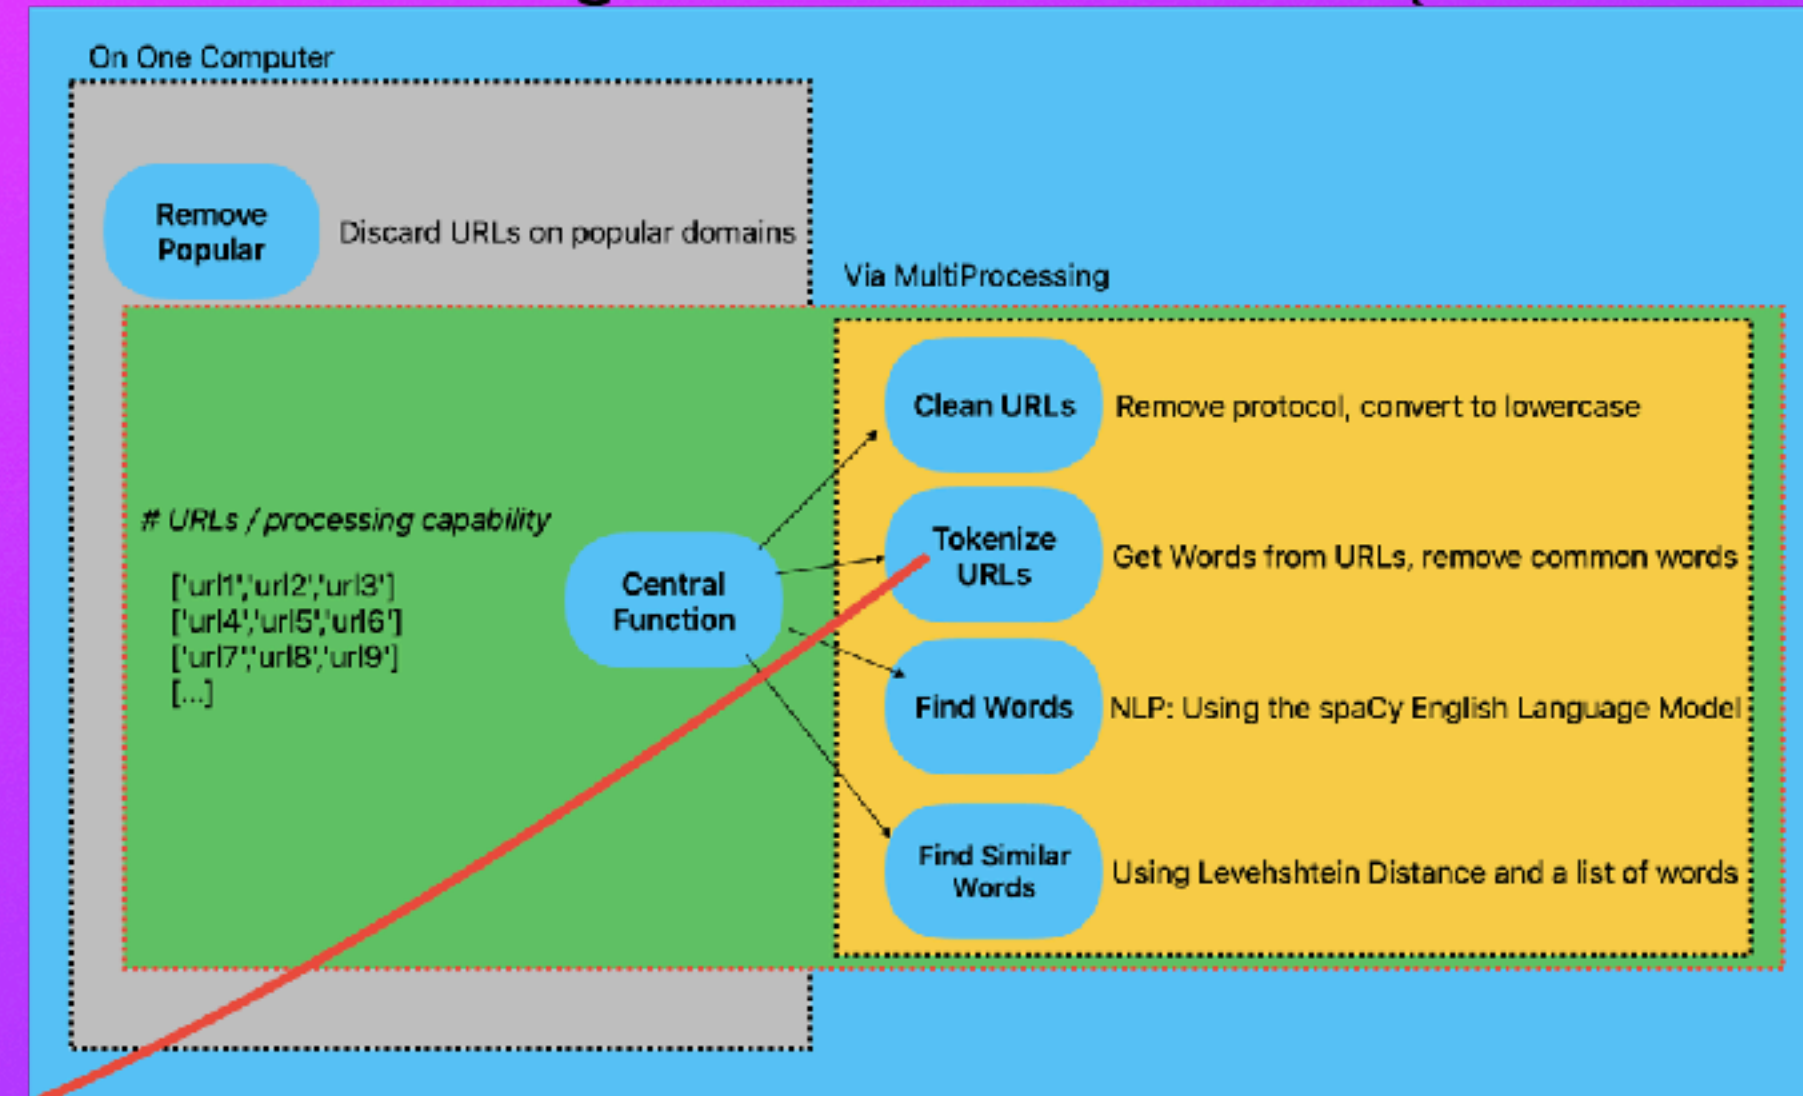 On One Computer
Remove
Popular
Discard URLs on popular domains
Via MultiProcessing
Clean URLs
Remove protocol, convert to lowercase
# URLs / processing capability
['url1','url2','url3']
['url4','url5','url6']
['url7','url8','url9']
[...]
Central
Function
Tokenize
URLs
Get Words from URLs, remove common words
Find Words
NLP: Using the spaCy English Language Model
Find Similar
Words
Using Levehshtein Distance and a list of words